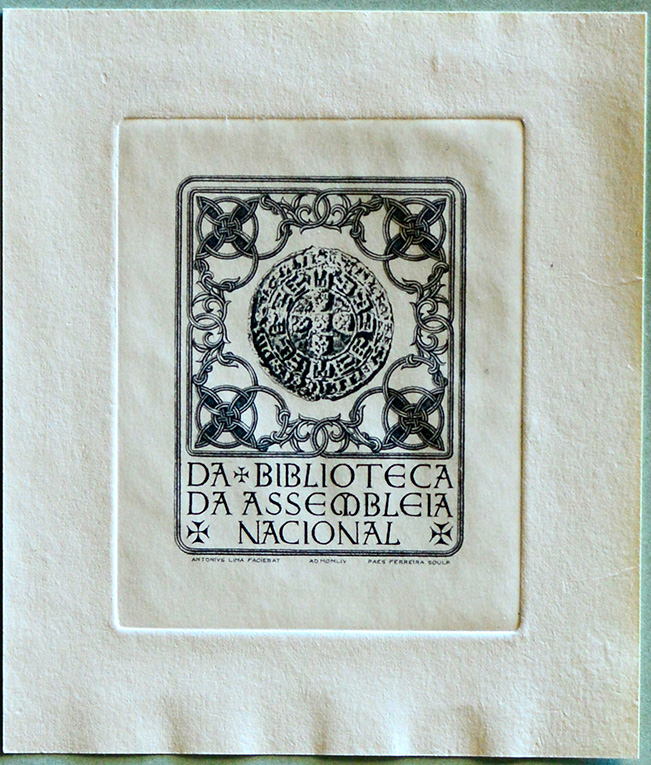 DA✠BIBLIOTECA
DA ASSEMBLEIA
✠ NACIONAL ✠
ANTONIVS LIMA FACIEBAT AD MCMLIV PAES FERREIRA SCULP